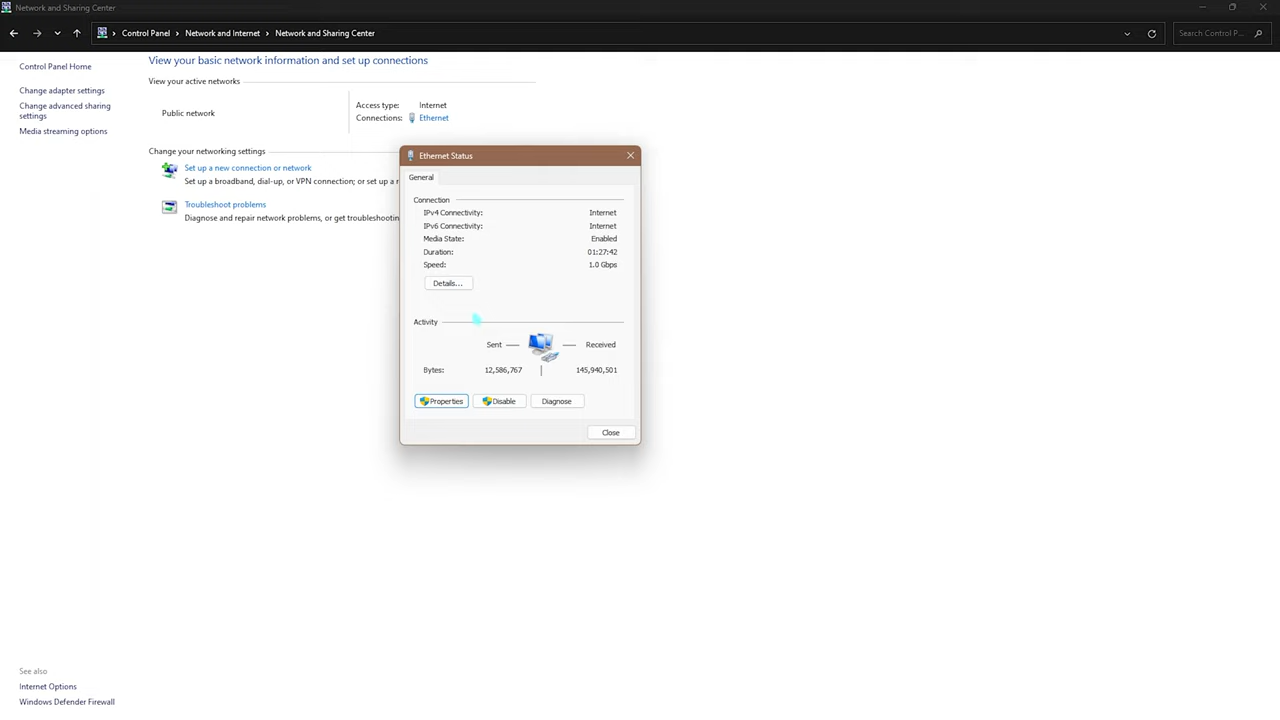 Network and Sharing Center
Control Panel > Network and Internet > Network and Sharing Center
Search Control P...
Control Panel Home
Change adapter settings
Change advanced sharing
settings
Media streaming options
View your basic network information and set up connections
View your active networks
Public network
Access type: Internet
Connections: Ethernet
Change your networking settings
Set up a new connection or network
Set up a broadband, dial-up, or VPN connection; or set up a r
Troubleshoot problems
Diagnose and repair network problems, or get troubleshooting
Ethernet Status
General
Connection
IPv4 Connectivity: Internet
IPv6 Connectivity: Internet
Media State: Enabled
Duration: 01:27:42
Speed: 1.0 Gbps
Details...
Activity
Sent Received
Bytes: 12,586,767 145,940,501
Properties Disable Diagnose
Close
See also
Internet Options
Windows Defender Firewall